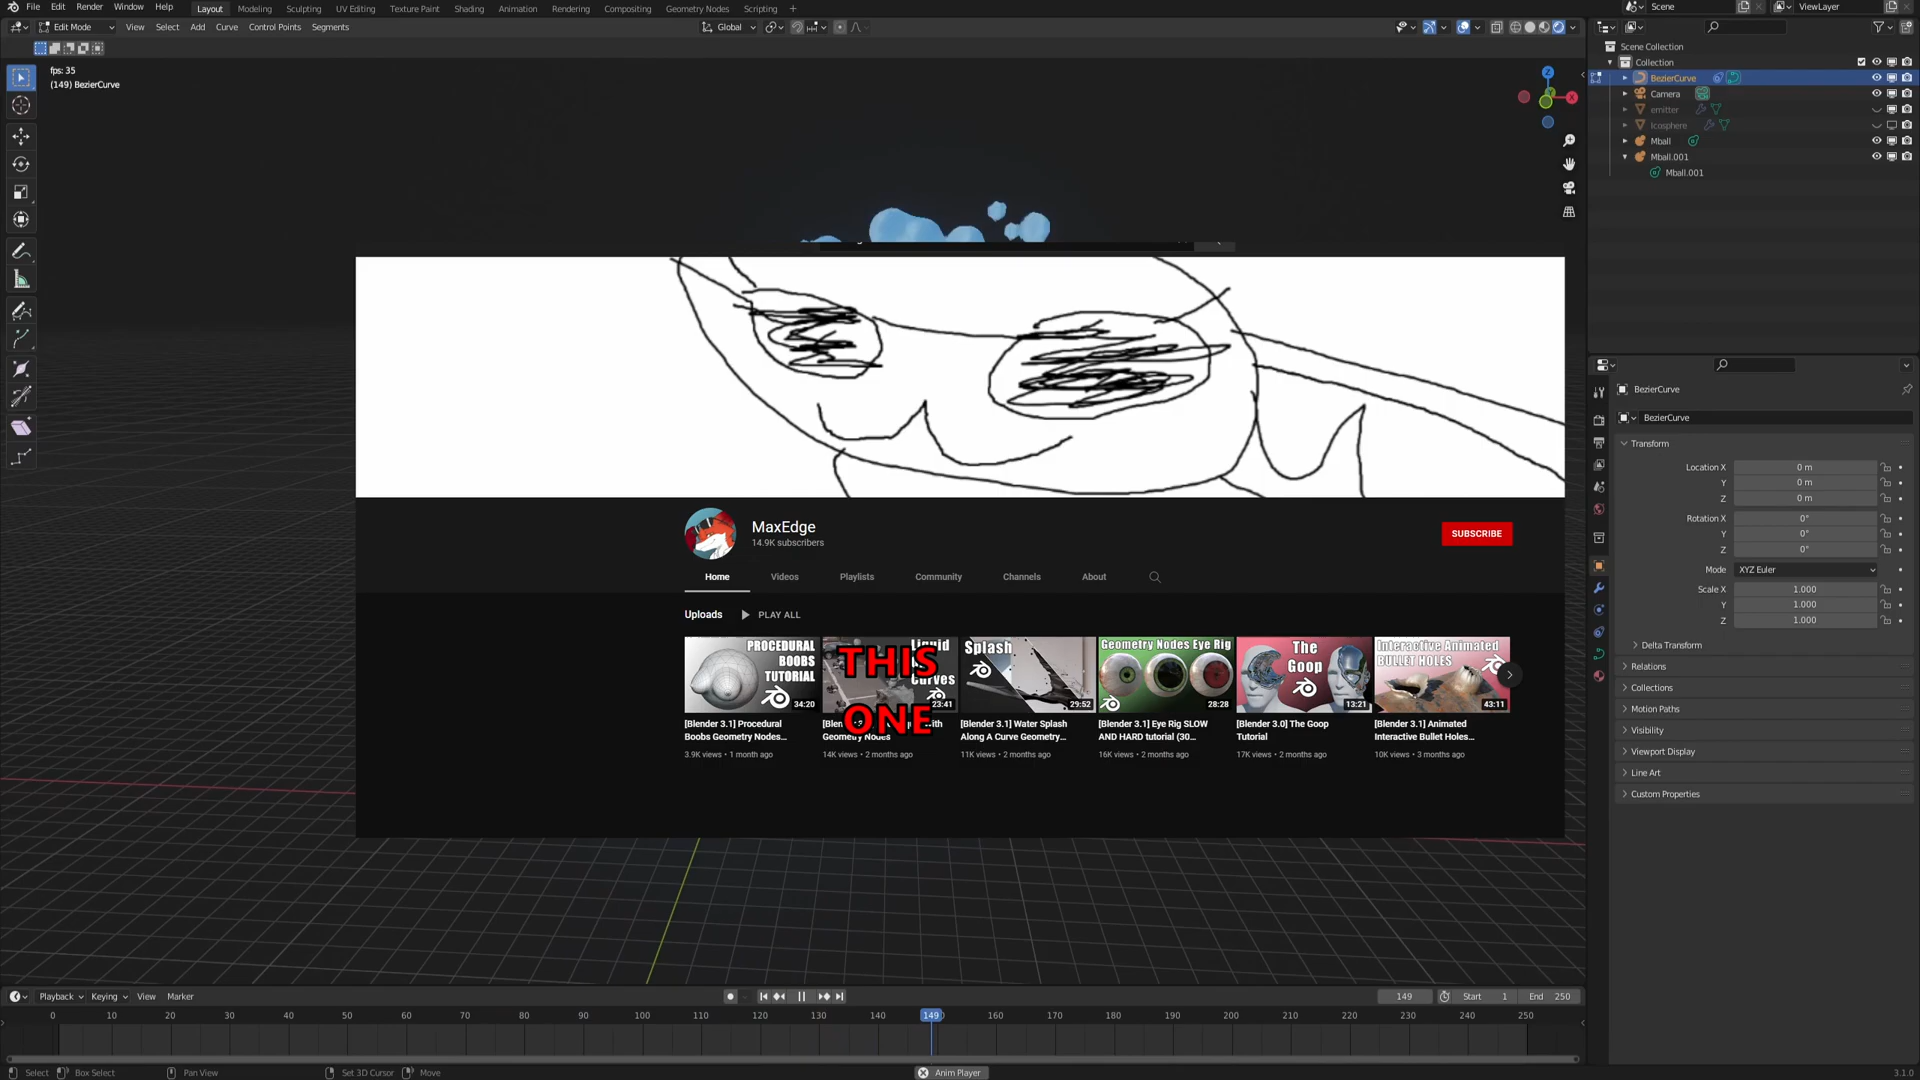 File Edit Render Window Help Layout Modeling Sculpting UV Editing Texture Paint Shading Animation Rendering Compositing Geometry Nodes Scripting + Scene ViewLayer
Edit Mode View Select Add Curve Control Points Segments Global
fps: 35
(149) BezierCurve
Z
X
Scene Collection
Collection
BezierCurve
Camera
emitter
Icosphere
Mball
Mball.001
Mball.001
MaxEdge
14.9K subscribers
SUBSCRIBE
Home Videos Playlists Community Channels About
Uploads PLAY ALL
PROCEDURAL BOOBS TUTORIAL
34:20
[Blender 3.1] Procedural
Boobs Geometry Nodes...
3.9K views • 1 month ago
Liquid
Curves
23:41
THIS
ONE
With
Geometry Nodes
14K views • 2 months ago
Splash
29:52
[Blender 3.1] Water Splash
Along A Curve Geometry...
11K views • 2 months ago
Geometry Nodes Eye Rig
28:28
[Blender 3.1] Eye Rig SLOW
AND HARD tutorial (30...
16K views • 2 months ago
The Goop
13:21
[Blender 3.0] The Goop
Tutorial
17K views • 2 months ago
Interactive Animated
BULLET HOLES
43:11
[Blender 3.1] Animated
Interactive Bullet Holes...
10K views • 3 months ago
BezierCurve
BezierCurve
Transform
Location X 0 m
Y 0 m
Z 0 m
Rotation X 0°
Y 0°
Z 0°
Mode XYZ Euler
Scale X 1.000
Y 1.000
Z 1.000
Delta Transform
Relations
Collections
Motion Paths
Visibility
Viewport Display
Line Art
Custom Properties
Playback Keying View Marker 149 Start 1 End 250
0 10 20 30 40 50 60 70 80 90 100 110 120 130 140 149 160 170 180 190 200 210 220 230 240 250
Select Box Select Pan View Set 3D Cursor Move Anim Player 3.1.0